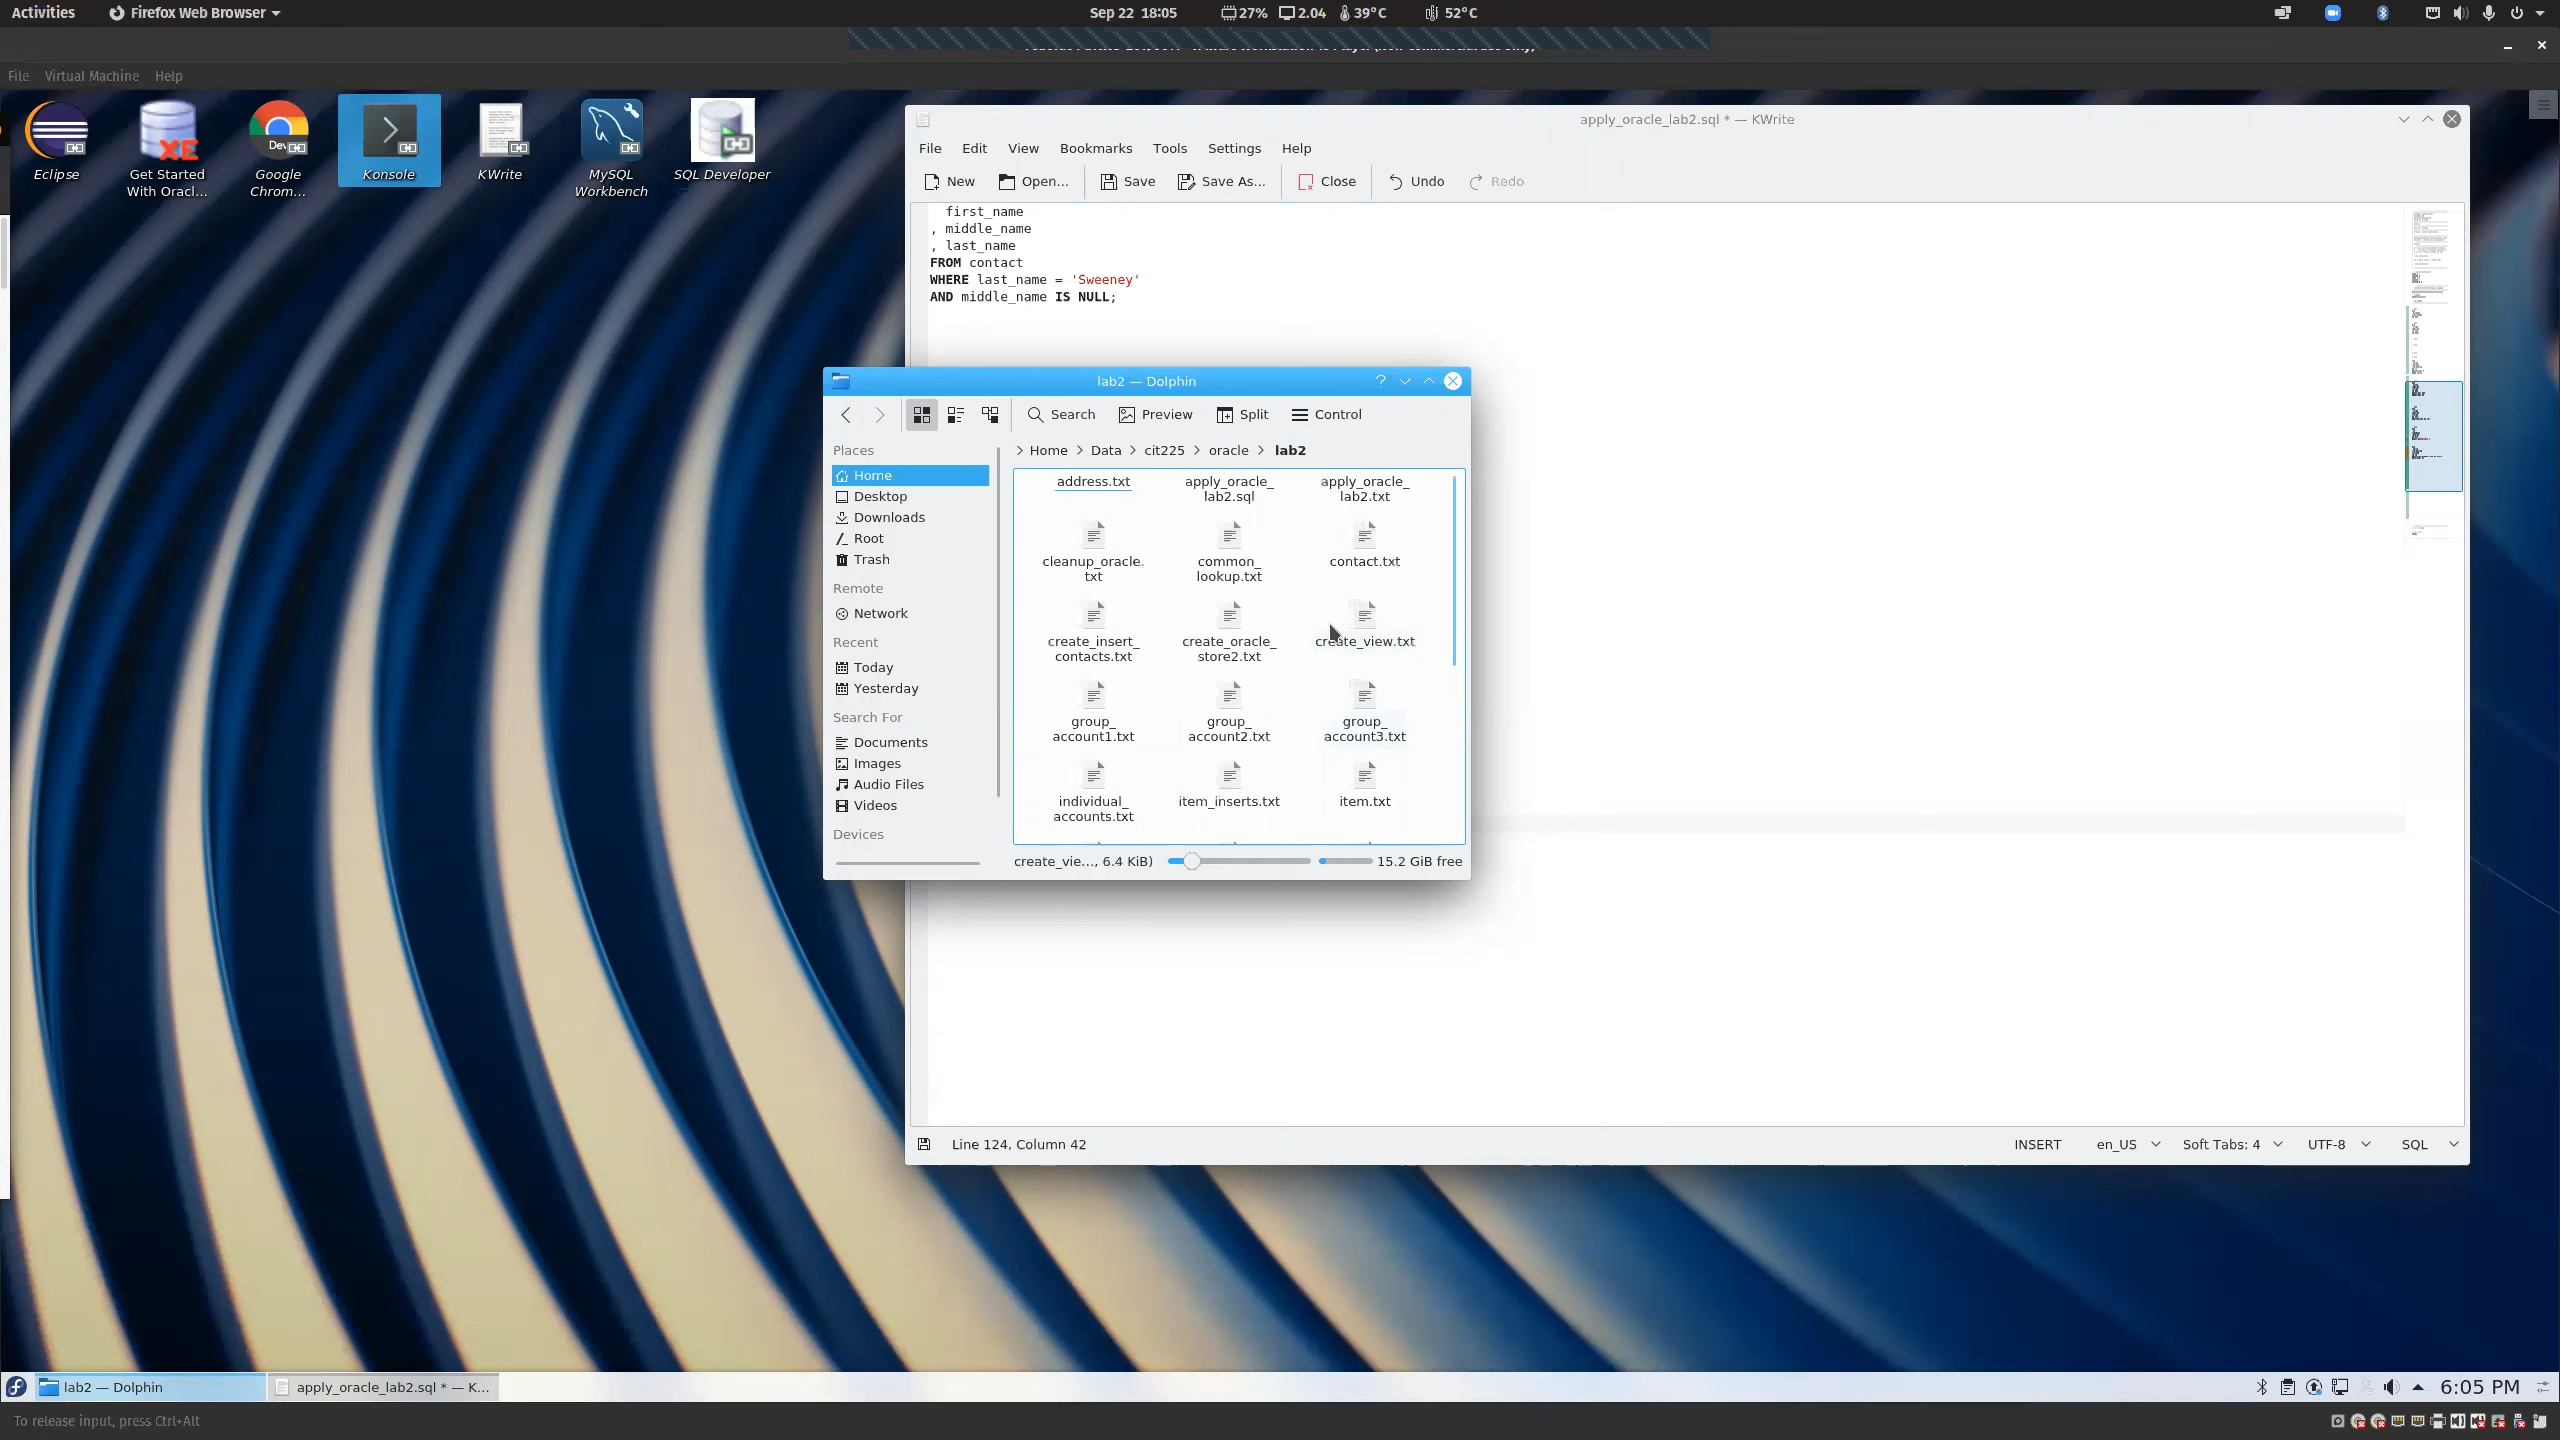 Activities Firefox Web Browser Sep 22 18:05 27% 2.04 39°C 52°C
File Virtual Machine Help
Eclipse
Get Started
With Oracl...
Google
Chrom...
Konsole
KWrite
MySQL
Workbench
SQL Developer
apply_oracle_lab2.sql * — KWrite
File Edit View Bookmarks Tools Settings Help
New Open... Save Save As... Close Undo Redo
first_name
, middle_name
, last_name
FROM contact
WHERE last_name = 'Sweeney'
AND middle_name IS NULL;
lab2 — Dolphin
Search Preview Split Control
Home > Data > cit225 > oracle > lab2
Places
Home
Desktop
Downloads
Root
Trash
Remote
Network
Recent
Today
Yesterday
Search For
Documents
Images
Audio Files
Videos
Devices
address.txt
apply_oracle_
lab2.sql
apply_oracle_
lab2.txt
cleanup_oracle.
txt
common_
lookup.txt
contact.txt
create_insert_
contacts.txt
create_oracle_
store2.txt
create_view.txt
group_
account1.txt
group_
account2.txt
group_
account3.txt
individual_
accounts.txt
item_inserts.txt
item.txt
create_vie..., 6.4 KiB) 15.2 GiB free
Line 124, Column 42 INSERT en_US Soft Tabs: 4 UTF-8 SQL
lab2 — Dolphin apply_oracle_lab2.sql * — K... 6:05 PM
To release input, press Ctrl+Alt